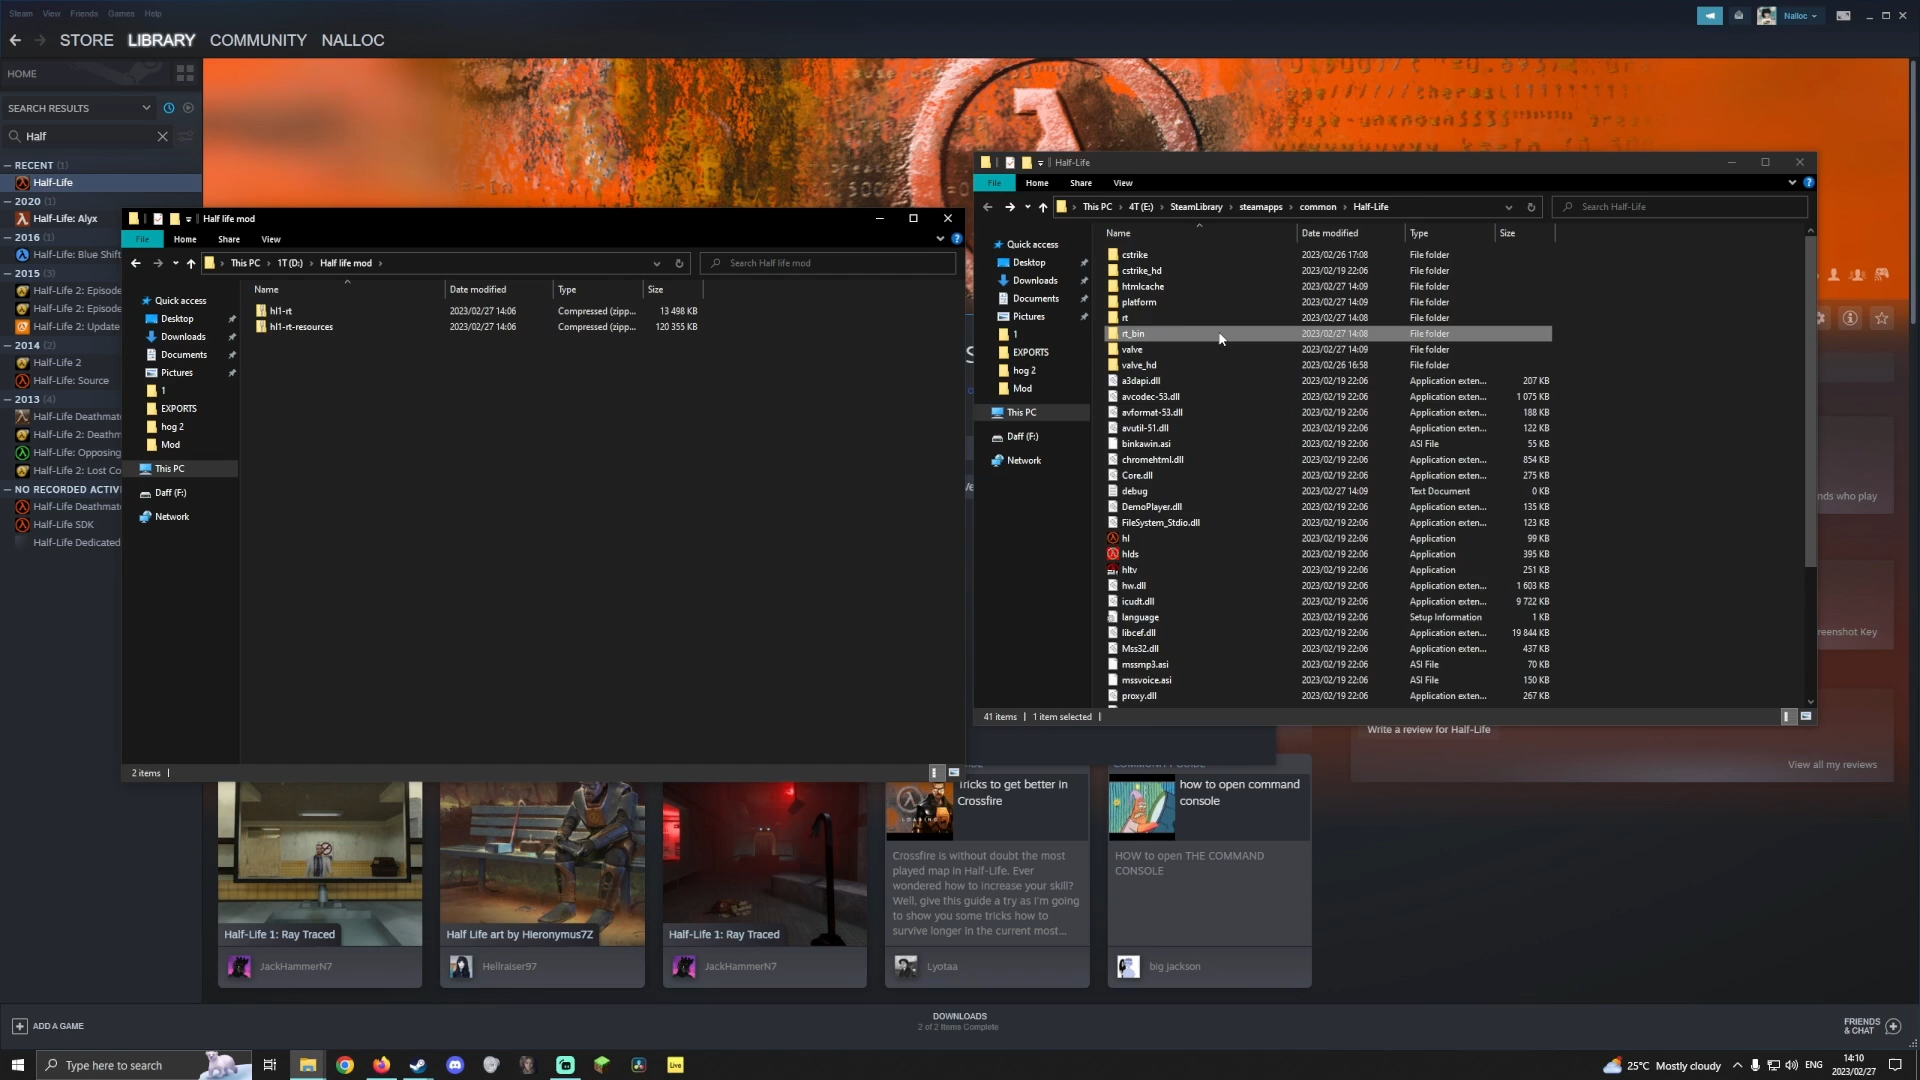 Steam View Friends Games Help
Nalloc
STORE LIBRARY COMMUNITY NALLOC
HOME
SEARCH RESULTS
Half
RECENT (1)
Half-Life
2020 (1)
Half-Life: Alyx
2016 (1)
Half-Life: Blue Shift
2015 (3)
Half-Life 2: Episode
Half-Life 2: Episode
Half-Life 2: Update
2014 (2)
Half-Life 2
Half-Life: Source
2013 (4)
Half-Life Deathmat
Half-Life 2: Deathm
Half-Life: Opposing
Half-Life 2: Lost Co
NO RECORDED ACTIV
Half-Life Deathmat
Half-Life SDK
Half-Life Dedicated
Half life mod
File Home Share View
This PC 1T (D:) Half life mod
Search Half life mod
Quick access
Desktop
Downloads
Documents
Pictures
1
EXPORTS
hog 2
Mod
This PC
Daff (F:)
Network
Name Date modified Type Size
hl1-rt 2023/02/27 14:06 Compressed (zipp... 13 498 KB
hl1-rt-resources 2023/02/27 14:06 Compressed (zipp... 120 355 KB
2 items
Half-Life
File Home Share View
This PC 4T (E:) SteamLibrary steamapps common Half-Life
Search Half-Life
Quick access
Desktop
Downloads
Documents
Pictures
1
EXPORTS
hog 2
Mod
This PC
Daff (F:)
Network
Name Date modified Type Size
cstrike 2023/02/26 17:08 File folder
cstrike_hd 2023/02/19 22:06 File folder
htmlcache 2023/02/27 14:09 File folder
platform 2023/02/27 14:09 File folder
rt 2023/02/27 14:08 File folder
rt_bin 2023/02/27 14:08 File folder
valve 2023/02/27 14:09 File folder
valve_hd 2023/02/26 16:58 File folder
a3dapi.dll 2023/02/19 22:06 Application exten... 207 KB
avcodec-53.dll 2023/02/19 22:06 Application exten... 1 075 KB
avformat-53.dll 2023/02/19 22:06 Application exten... 188 KB
avutil-51.dll 2023/02/19 22:06 Application exten... 122 KB
binkawin.asi 2023/02/19 22:06 ASI File 55 KB
chromehtml.dll 2023/02/19 22:06 Application exten... 854 KB
Core.dll 2023/02/19 22:06 Application exten... 275 KB
debug 2023/02/27 14:09 Text Document 0 KB
DemoPlayer.dll 2023/02/19 22:06 Application exten... 135 KB
FileSystem_Stdio.dll 2023/02/19 22:06 Application exten... 123 KB
hl 2023/02/19 22:06 Application 99 KB
hlds 2023/02/19 22:06 Application 395 KB
hltv 2023/02/19 22:06 Application 251 KB
hw.dll 2023/02/19 22:06 Application exten... 1 603 KB
icudt.dll 2023/02/19 22:06 Application exten... 9 722 KB
language 2023/02/19 22:06 Setup Information 1 KB
libcef.dll 2023/02/19 22:06 Application exten... 19 844 KB
Mss32.dll 2023/02/19 22:06 Application exten... 437 KB
mssmp3.asi 2023/02/19 22:06 ASI File 70 KB
mssvoice.asi 2023/02/19 22:06 ASI File 150 KB
proxy.dll 2023/02/19 22:06 Application exten... 267 KB
41 items 1 item selected
nds who play
reenshot Key
Write a review for Half-Life
View all my reviews
Half-Life 1: Ray Traced
JackHammerN7
Half Life art by Hieronymus7Z
Hellraiser97
Half-Life 1: Ray Traced
JackHammerN7
Tricks to get better in
Crossfire
Crossfire is without doubt the most
played map in Half-Life. Ever
wondered how to increase your skill?
Well, give this guide a try as I'm going
to show you some tricks how to
survive longer in the current most...
Lyotaa
COMMUNITY GUIDE
how to open command
console
HOW to open THE COMMAND
CONSOLE
big jackson
ADD A GAME
DOWNLOADS
2 of 2 Items Complete
FRIENDS
& CHAT
Type here to search
Live
25°C Mostly cloudy
ENG
14:10
2023/02/27